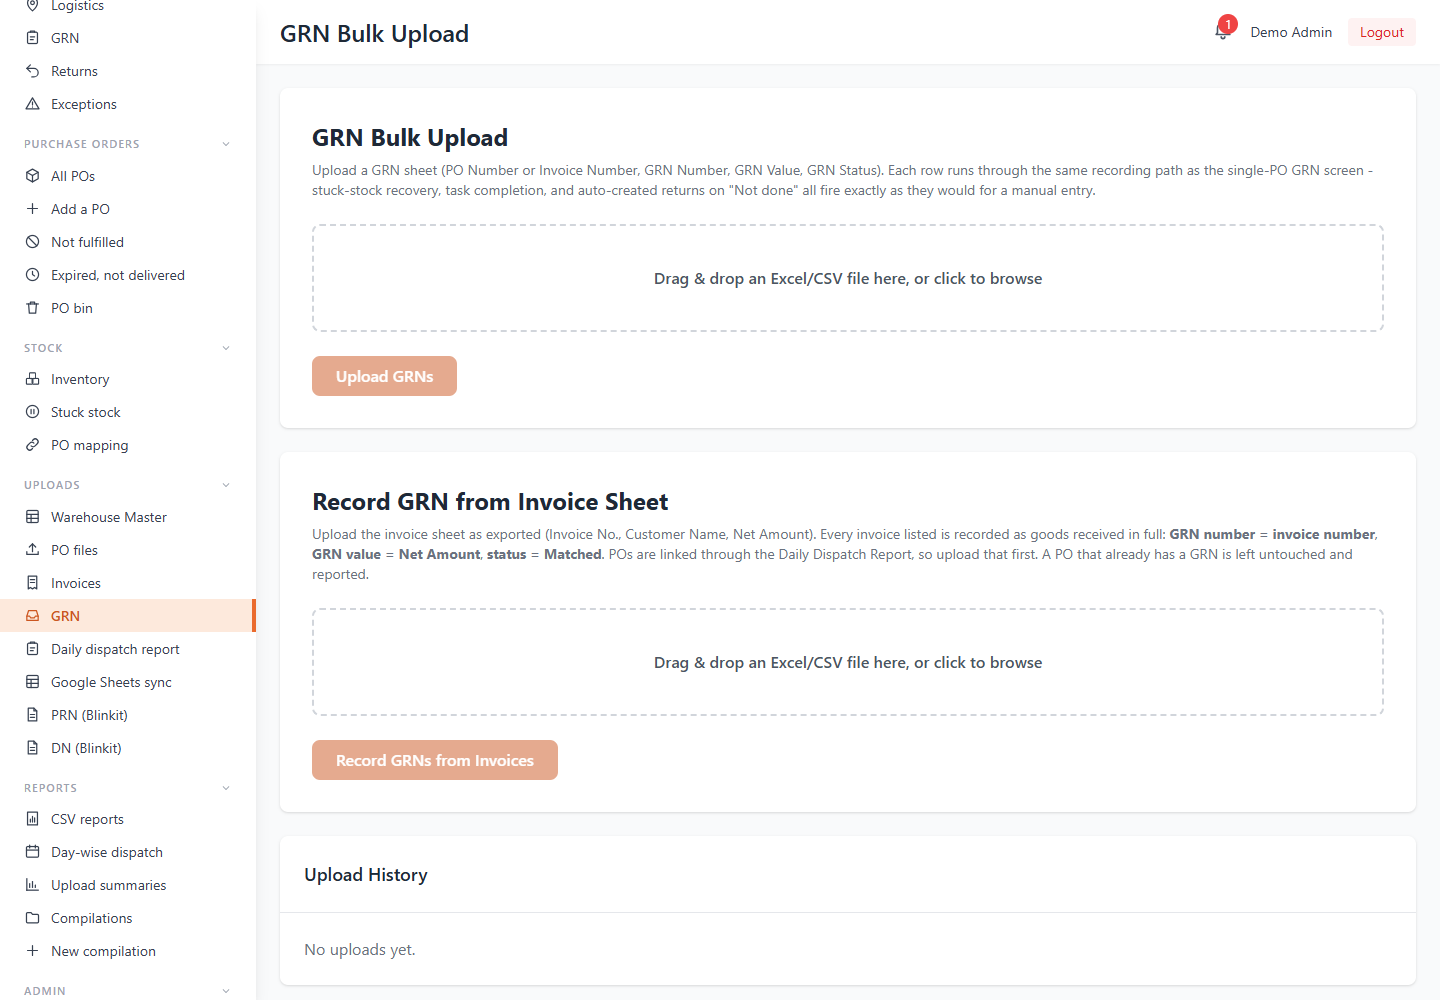 Logistics
GRN
Returns
Exceptions
PURCHASE ORDERS
All POs
Add a PO
Not fulfilled
Expired, not delivered
PO bin
STOCK
Inventory
Stuck stock
PO mapping
UPLOADS
Warehouse Master
PO files
Invoices
GRN
Daily dispatch report
Google Sheets sync
PRN (Blinkit)
DN (Blinkit)
REPORTS
CSV reports
Day-wise dispatch
Upload summaries
Compilations
New compilation
ADMIN
GRN Bulk Upload
1
Demo Admin
Logout
GRN Bulk Upload
Upload a GRN sheet (PO Number or Invoice Number, GRN Number, GRN Value, GRN Status). Each row runs through the same recording path as the single-PO GRN screen -
stuck-stock recovery, task completion, and auto-created returns on "Not done" all fire exactly as they would for a manual entry.
Drag & drop an Excel/CSV file here, or click to browse
Upload GRNs
Record GRN from Invoice Sheet
Upload the invoice sheet as exported (Invoice No., Customer Name, Net Amount). Every invoice listed is recorded as goods received in full: GRN number = invoice number,
GRN value = Net Amount, status = Matched. POs are linked through the Daily Dispatch Report, so upload that first. A PO that already has a GRN is left untouched and
reported.
Drag & drop an Excel/CSV file here, or click to browse
Record GRNs from Invoices
Upload History
No uploads yet.